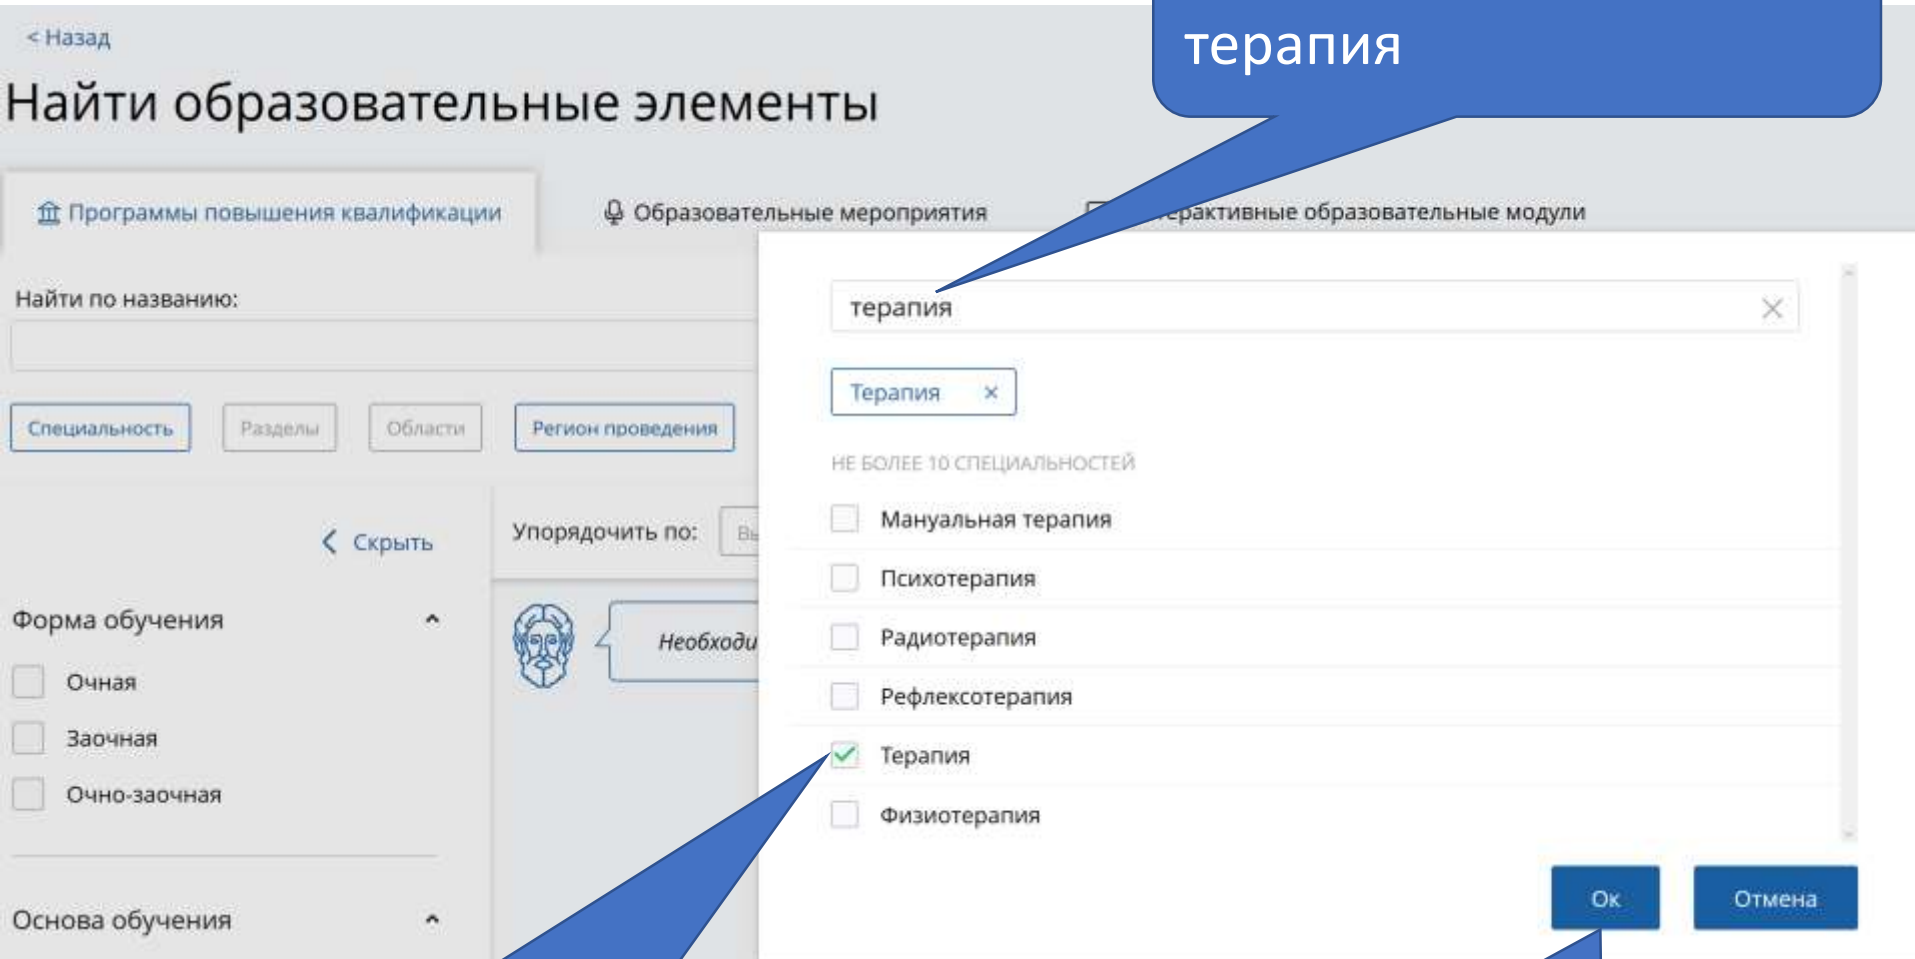 < Назад
терапия
Найти образовательные элементы
Программы повышения квалификации
Образовательные мероприятия
образовательные модули
Найти по названию:
терапия
Терапия ×
Специальность
Разделы
Области
Регион проведения
НЕ БОЛЕЕ 10 СПЕЦИАЛЬНОСТЕЙ
Мануальная терапия
Психотерапия
Радиотерапия
Рефлексотерапия
Терапия
Физиотерапия
Ок
Отмена
Скрыть
Упорядочить по:
Форма обучения
Очная
Заочная
Очно-заочная
Основа обучения